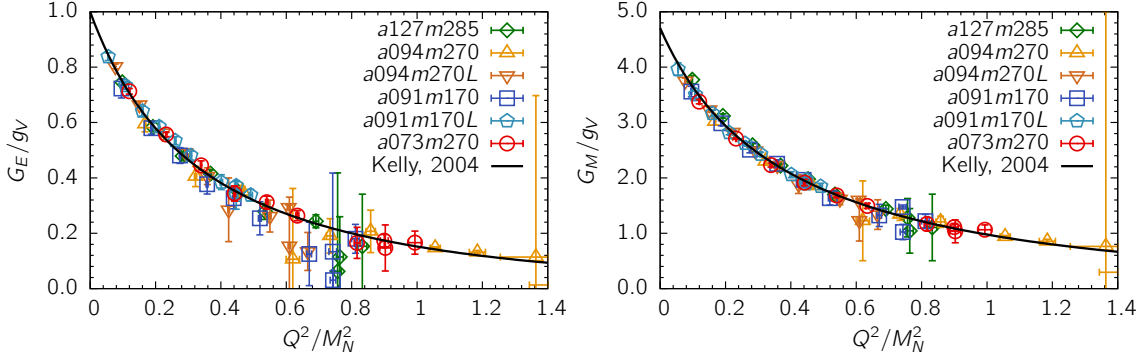 G_E/g_V
1.0
0.8
0.6
0.4
0.2
0.0
a127m285
a094m270
a094m270L
a091m170
a091m170L
a073m270
Kelly, 2004
0 0.2 0.4 0.6 0.8 1 1.2 1.4
Q²/M_N²
G_M/g_V
5.0
4.0
3.0
2.0
1.0
0.0
a127m285
a094m270
a094m270L
a091m170
a091m170L
a073m270
Kelly, 2004
0 0.2 0.4 0.6 0.8 1 1.2 1.4
Q²/M_N²